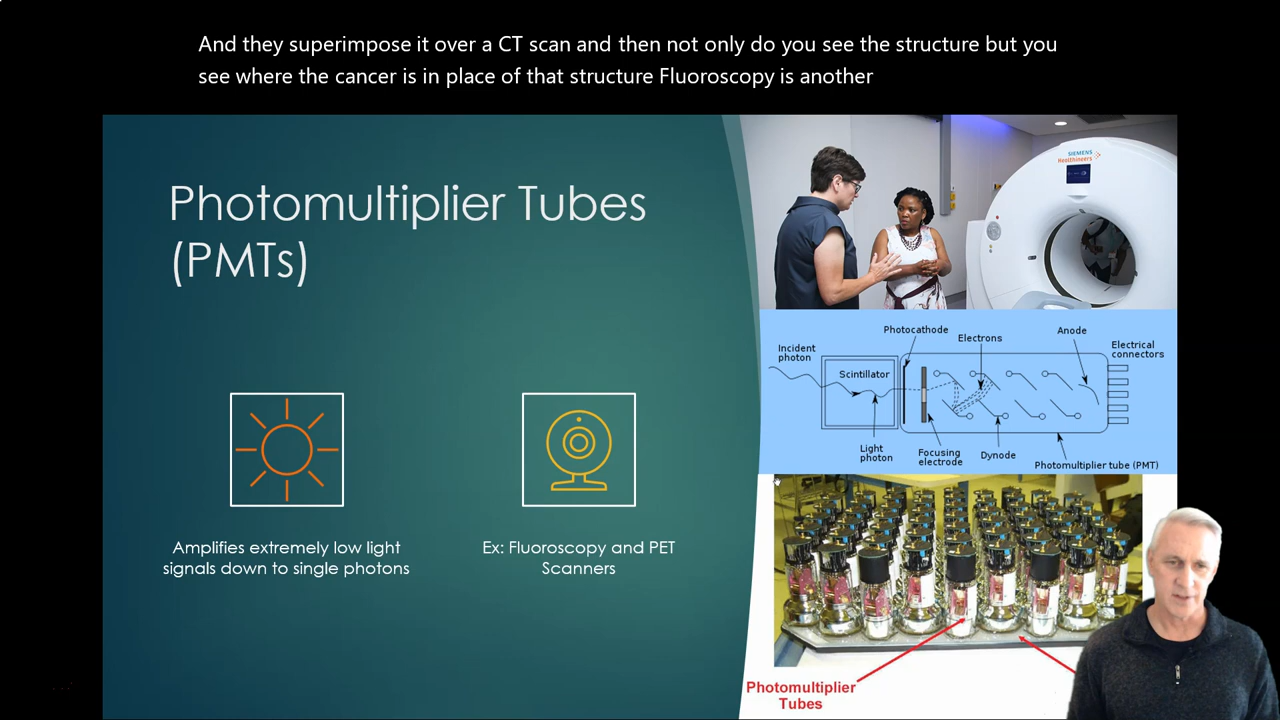 And they superimpose it over a CT scan and then not only do you see the structure but you
see where the cancer is in place of that structure Fluoroscopy is another
Photomultiplier Tubes
(PMTs)
Amplifies extremely low light
signals down to single photons
Ex: Fluoroscopy and PET
Scanners
SIEMENS
Healthineers
Incident
photon
Photocathode
Electrons
Anode
Electrical
connectors
Scintillator
Light
photon
Focusing
electrode
Dynode
Photomultiplier tube (PMT)
Photomultiplier
Tubes